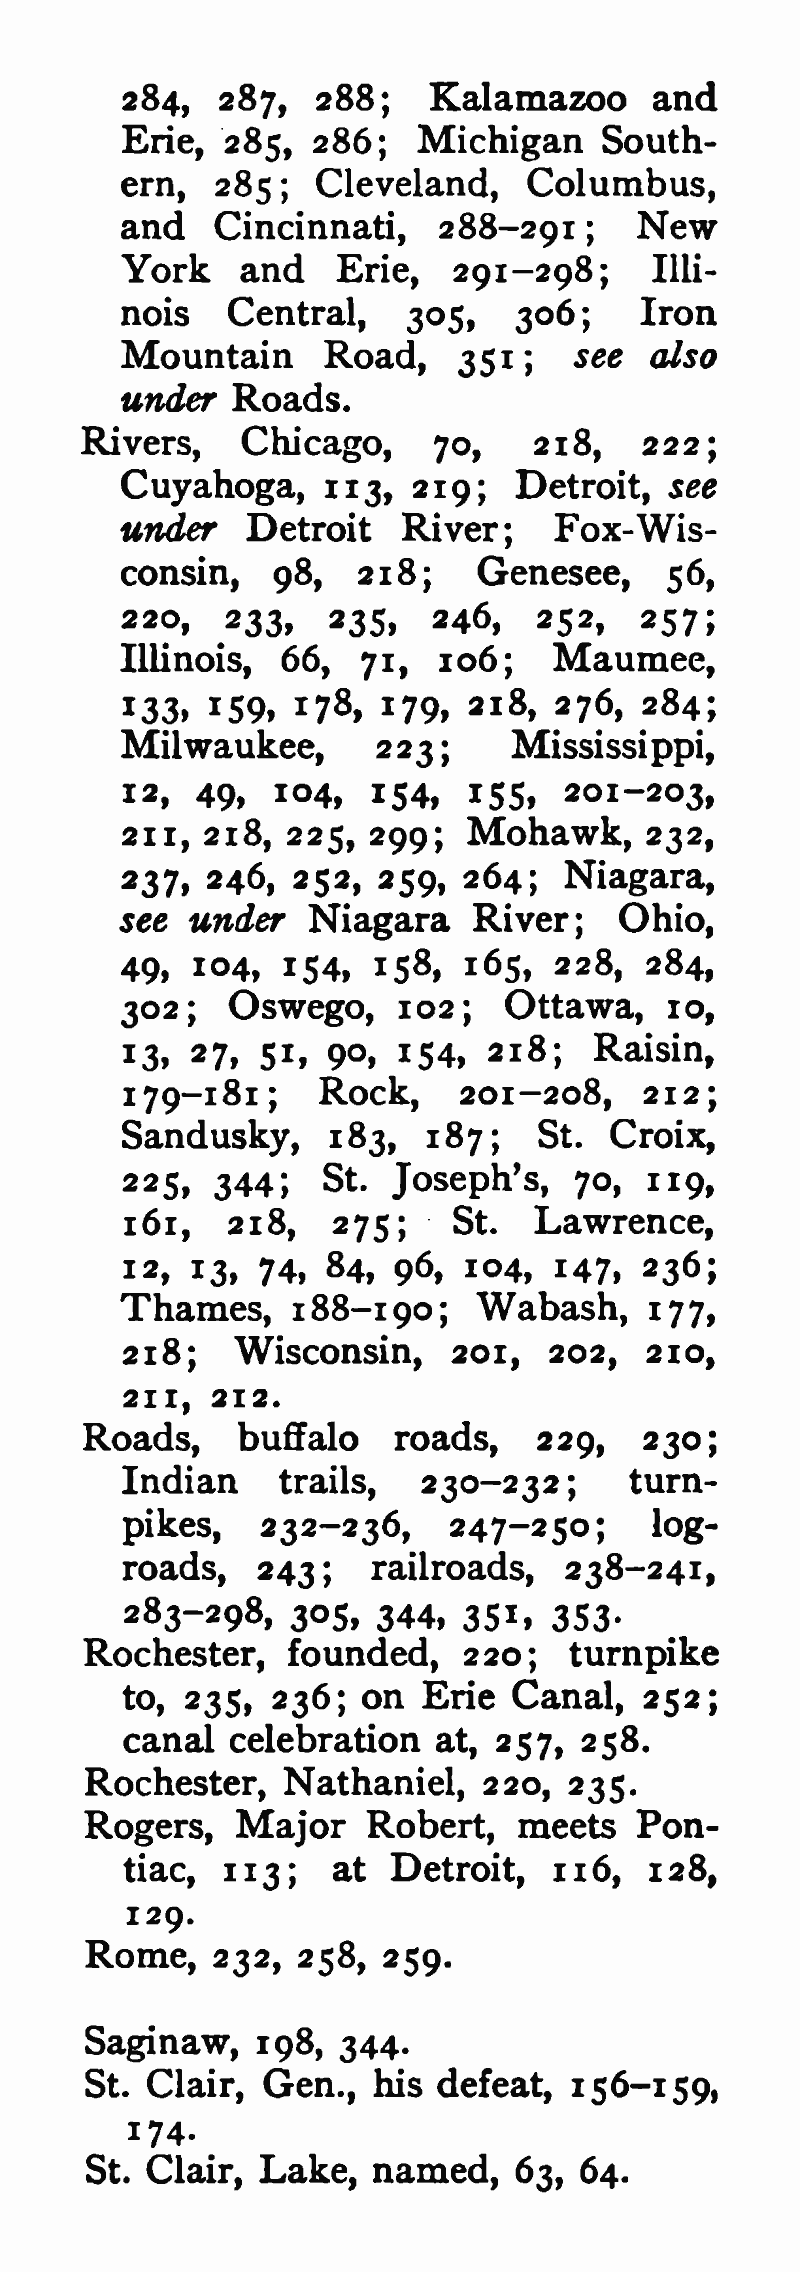 284, 287, 288; Kalamazoo and
Erie, 285, 286; Michigan South-
ern, 285; Cleveland, Columbus,
and Cincinnati, 288–291; New
York and Erie, 291–298; Illi-
nois Central, 305, 306; Iron
Mountain Road, 351; see also
under Roads.
Rivers, Chicago, 70, 218, 222;
Cuyahoga, 113, 219; Detroit, see
under Detroit River; Fox-Wis-
consin, 98, 218; Genesee, 56,
220, 233, 235, 246, 252, 257;
Illinois, 66, 71, 106; Maumee,
133, 159, 178, 179, 218, 276, 284;
Milwaukee, 223; Mississippi,
12, 49, 104, 154, 155, 201–203,
211, 218, 225, 299; Mohawk, 232,
237, 246, 252, 259, 264; Niagara,
see under Niagara River; Ohio,
49, 104, 154, 158, 165, 228, 284,
302; Oswego, 102; Ottawa, 10,
13, 27, 51, 90, 154, 218; Raisin,
179–181; Rock, 201–208, 212;
Sandusky, 183, 187; St. Croix,
225, 344; St. Joseph's, 70, 119,
161, 218, 275; St. Lawrence,
12, 13, 74, 84, 96, 104, 147, 236;
Thames, 188–190; Wabash, 177,
218; Wisconsin, 201, 202, 210,
211, 212.
Roads, buffalo roads, 229, 230;
Indian trails, 230–232; turn-
pikes, 232–236, 247–250; log-
roads, 243; railroads, 238–241,
283–298, 305, 344, 351, 353.
Rochester, founded, 220; turnpike
to, 235, 236; on Erie Canal, 252;
canal celebration at, 257, 258.
Rochester, Nathaniel, 220, 235.
Rogers, Major Robert, meets Pon-
tiac, 113; at Detroit, 116, 128,
129.
Rome, 232, 258, 259.
Saginaw, 198, 344.
St. Clair, Gen., his defeat, 156–159,
174.
St. Clair, Lake, named, 63, 64.